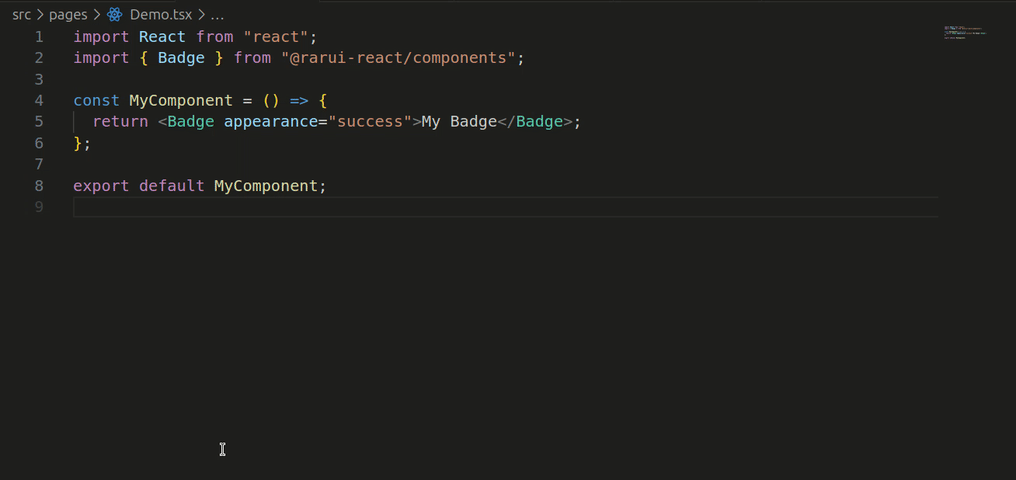 src > pages > Demo.tsx > ...
1 import React from "react";
2 import { Badge } from "@rarui-react/components";
3
4 const MyComponent = () => {
5   return <Badge appearance="success">My Badge</Badge>;
6 };
7
8 export default MyComponent;
9